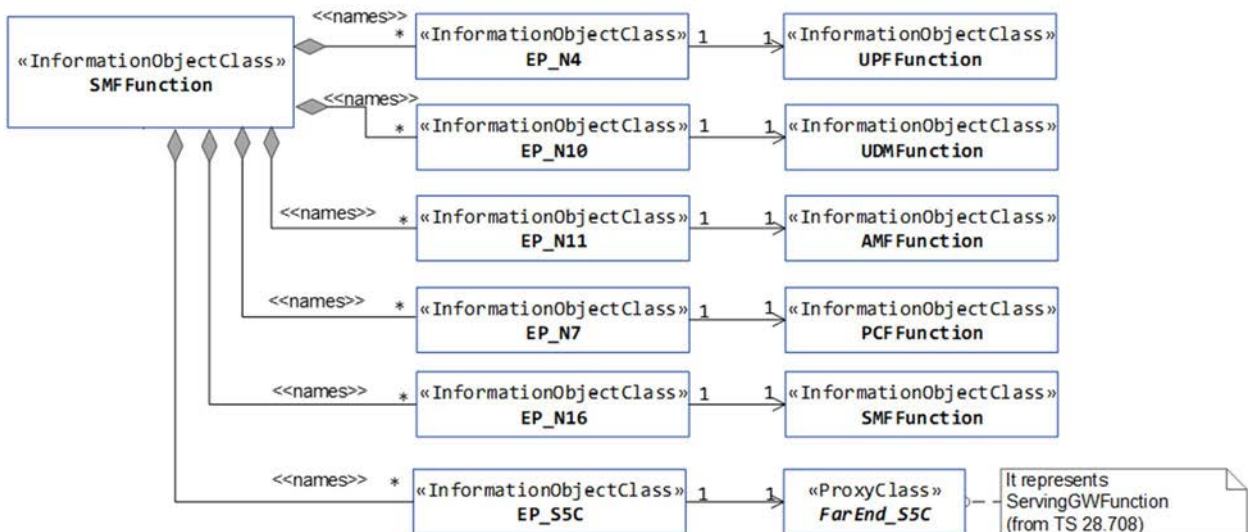 <<names>>
«InformationObjectClass»
SMFFunction
*
«InformationObjectClass»
EP_N4
1
1
«InformationObjectClass»
UPFFunction
<<names>>
*
«InformationObjectClass»
EP_N10
1
1
«InformationObjectClass»
UDMFunction
<<names>>
*
«InformationObjectClass»
EP_N11
1
1
«InformationObjectClass»
AMFFunction
<<names>>
*
«InformationObjectClass»
EP_N7
1
1
«InformationObjectClass»
PCFFunction
<<names>>
*
«InformationObjectClass»
EP_N16
1
1
«InformationObjectClass»
SMFFunction
<<names>>
*
«InformationObjectClass»
EP_S5C
1
1
«ProxyClass»
FarEnd_S5C
It represents
ServingGWFunction
(from TS 28.708)